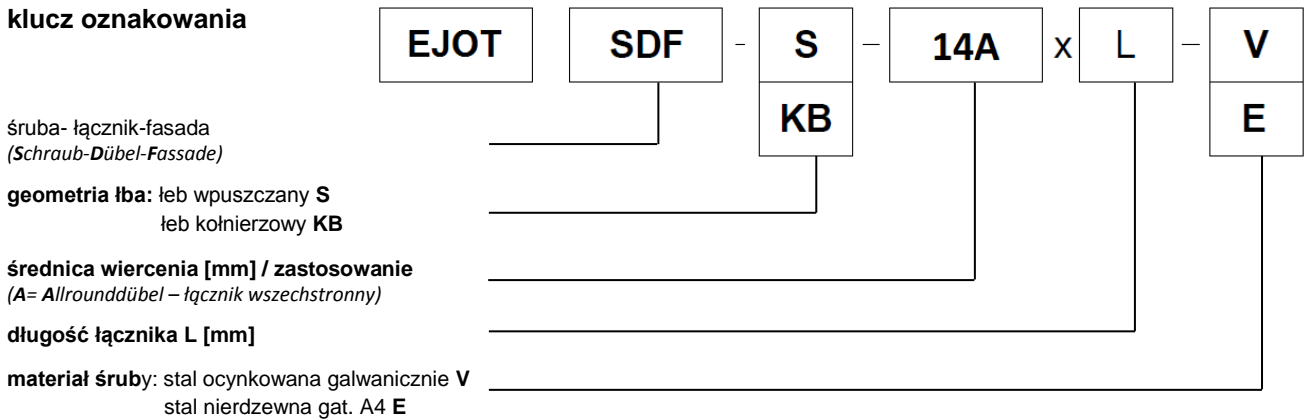 klucz oznakowania
EJOT SDF - S – 14A x L – V
KB E
śruba- łącznik-fasada
(Schraub-Dübel-Fassade)
geometria łba: łeb wpuszczany S
łeb kołnierzowy KB
średnica wiercenia [mm] / zastosowanie
(A= Allrounddübel – łącznik wszechstronny)
długość łącznika L [mm]
materiał śruby: stal ocynkowana galwanicznie V
stal nierdzewna gat. A4 E